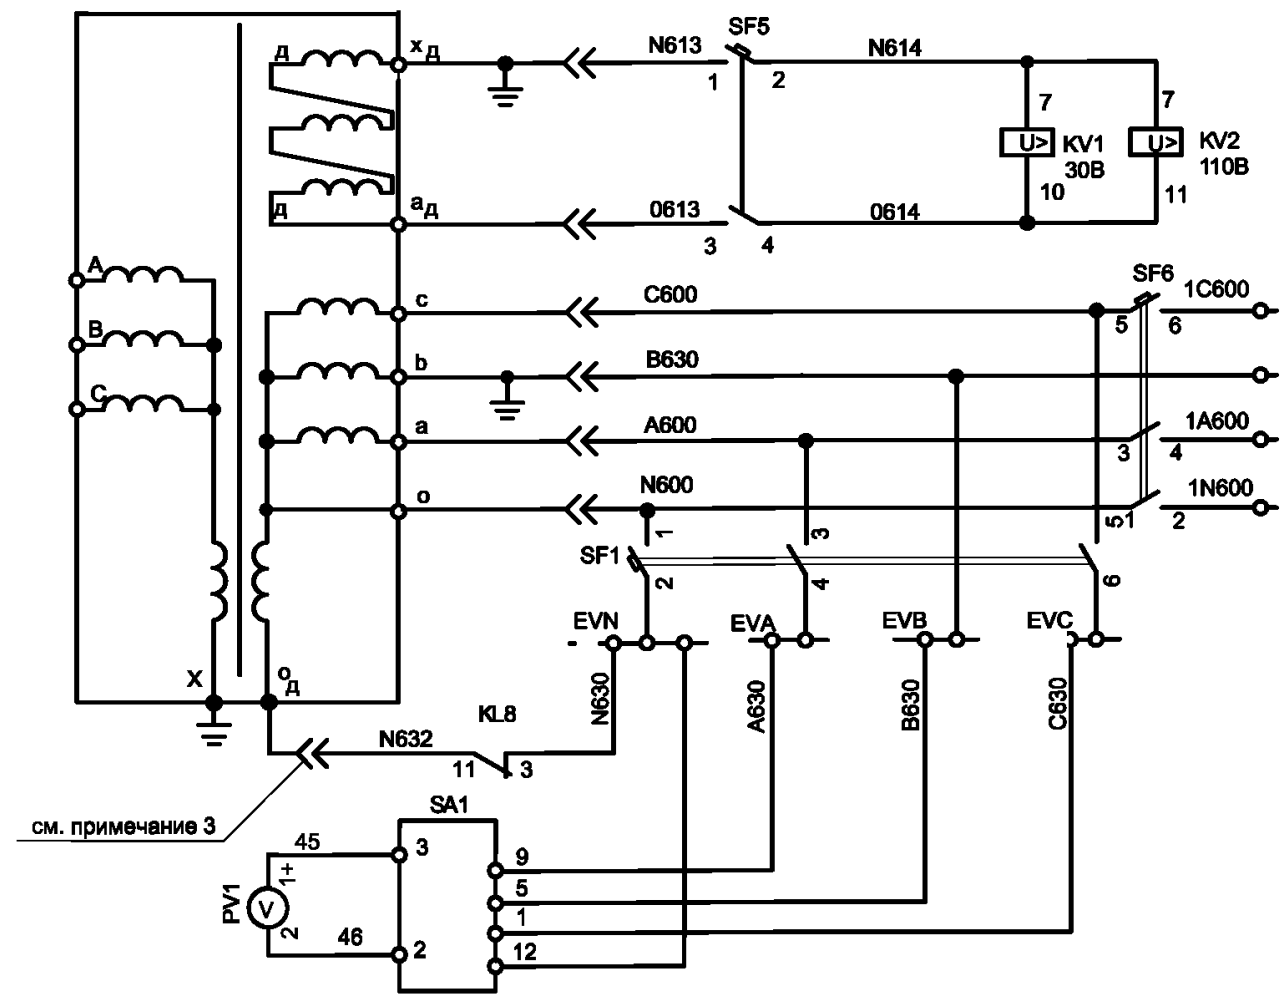 SF5
д
xд
N613
N614
1
2
7
7
U>
KV1
30В
U>
KV2
110В
10
11
д
aд
0613
0614
3
4
A
B
C
SF6
c
C600
1C600
5
6
b
B630
a
A600
1A600
3
4
o
N600
1N600
1
2
SF1
1
2
3
4
5
6
EVN
EVA
EVB
EVC
X
oд
N630
A630
B630
C630
KL8
N632
11
3
см. примечание 3
SA1
45
3
9
1+
PV1
V
2
5
1
46
2
12